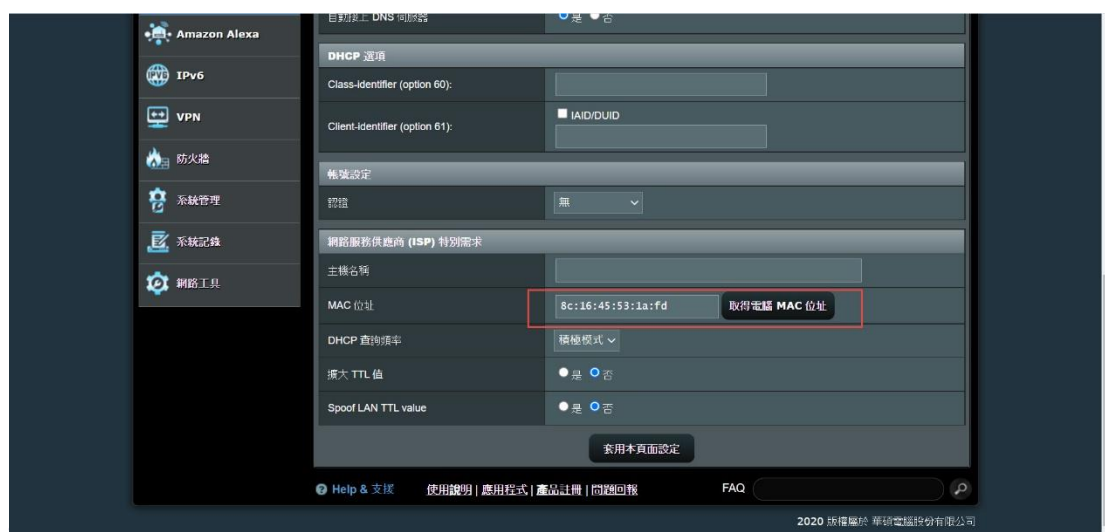 自動接上 DNS 伺服器
是 否
Amazon Alexa
DHCP 選項
IPv6
Class-identifier (option 60):
VPN
IAID/DUID
Client-identifier (option 61):
防火牆
帳號設定
系統管理
認證
無
系統記錄
網路服務供應商 (ISP) 特別需求
主機名稱
網路工具
MAC 位址
8c:16:45:53:1a:fd
取得電腦 MAC 位址
DHCP 查詢頻率
積極模式
擴大 TTL 值
是 否
Spoof LAN TTL value
是 否
套用本頁面設定
Help & 支援
使用說明 | 應用程式 | 產品註冊 | 問題回報
FAQ
2020 版權屬於 華碩電腦股份有限公司